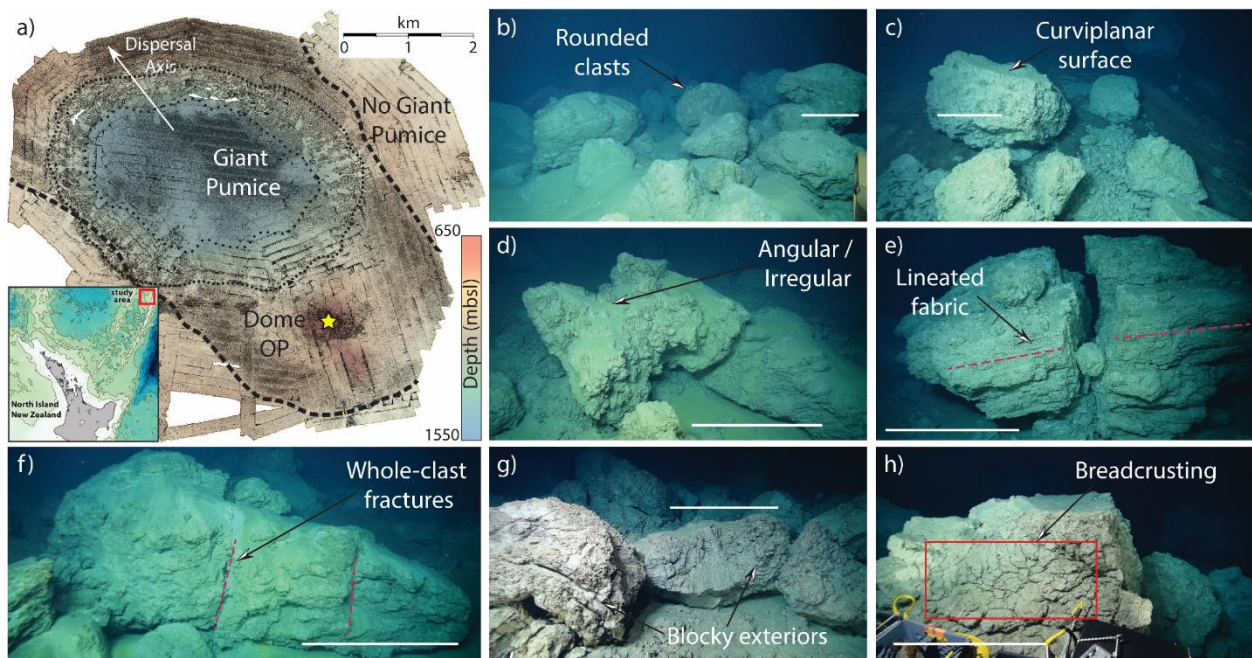 a)
km
0 1 2
Dispersal
Axis
No Giant
Pumice
Giant
Pumice
650
Depth (mbsl)
1550
Dome
OP
study
area
North Island
New Zealand
b)
Rounded
clasts
c)
Curviplanar
surface
d)
Angular /
Irregular
e)
Lineated
fabric
f)
Whole-clast
fractures
g)
Blocky exteriors
h)
Breadcrusting